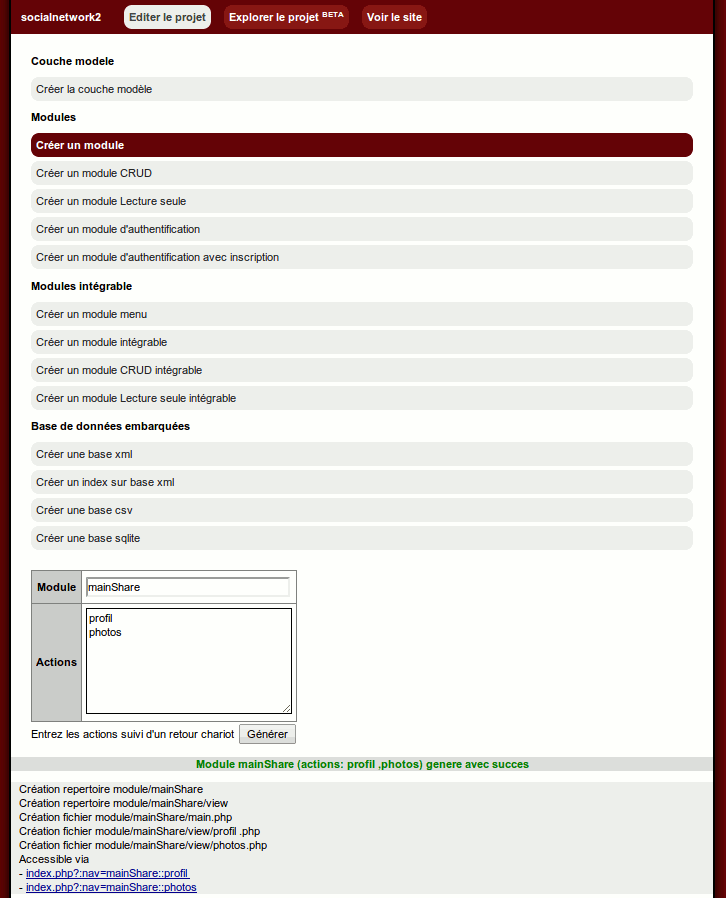 socialnetwork2 Editer le projet Explorer le projet BETA Voir le site
Couche modele
Créer la couche modèle
Modules
Créer un module
Créer un module CRUD
Créer un module Lecture seule
Créer un module d'authentification
Créer un module d'authentification avec inscription
Modules intégrable
Créer un module menu
Créer un module intégrable
Créer un module CRUD intégrable
Créer un module Lecture seule intégrable
Base de données embarquées
Créer une base xml
Créer un index sur base xml
Créer une base csv
Créer une base sqlite
Module mainShare
profil
photos
Actions
Entrez les actions suivi d'un retour chariot Générer
Module mainShare (actions: profil ,photos) genere avec succes
Création repertoire module/mainShare
Création repertoire module/mainShare/view
Création fichier module/mainShare/main.php
Création fichier module/mainShare/view/profil .php
Création fichier module/mainShare/view/photos.php
Accessible via
- index.php?:nav=mainShare::profil
- index.php?:nav=mainShare::photos